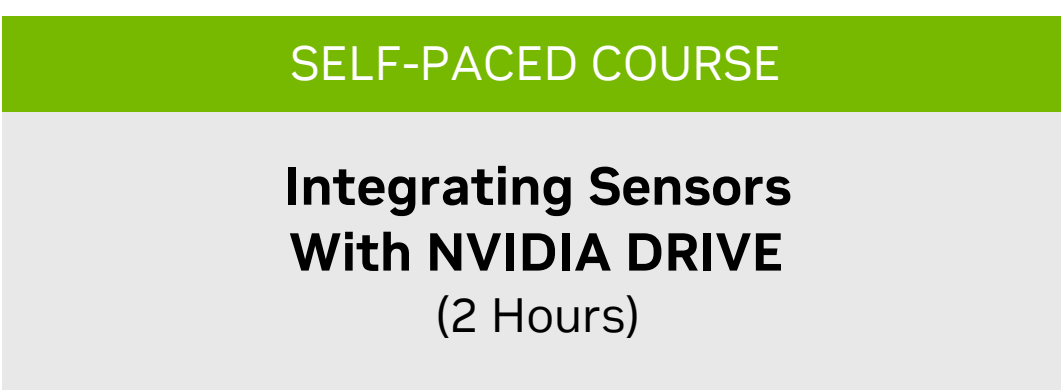 SELF-PACED COURSE
Integrating Sensors
With NVIDIA DRIVE
(2 Hours)